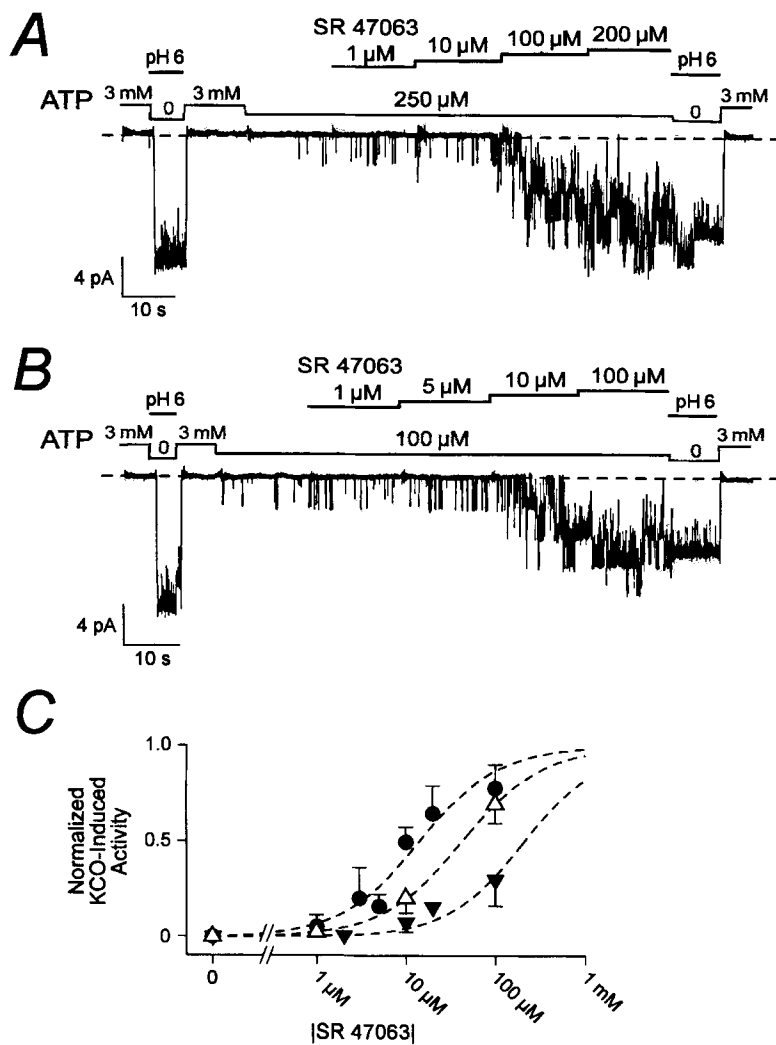 A
SR 47063
1 µM 10 µM 100 µM 200 µM
pH 6 pH 6
ATP 3 mM 0 3 mM 250 µM 0 3 mM
4 pA
10 s
B
SR 47063
1 µM 5 µM 10 µM 100 µM
pH 6 pH 6
ATP 3 mM 0 3 mM 100 µM 0 3 mM
4 pA
10 s
C
Normalized
KCO-Induced
Activity
1.0
0.5
0
0 1 µM 10 µM 100 µM 1 mM
|SR 47063|